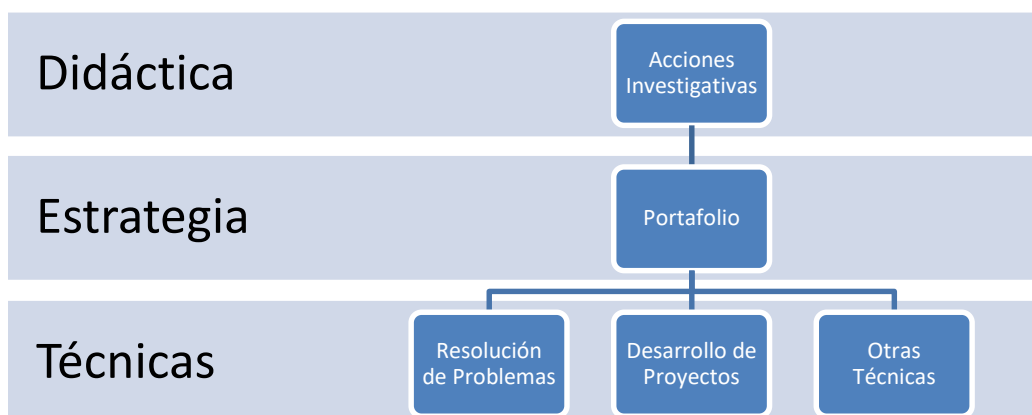 Didáctica
Acciones
Investigativas
Estrategia
Portafolio
Técnicas
Resolución
de Problemas
Desarrollo de
Proyectos
Otras
Técnicas